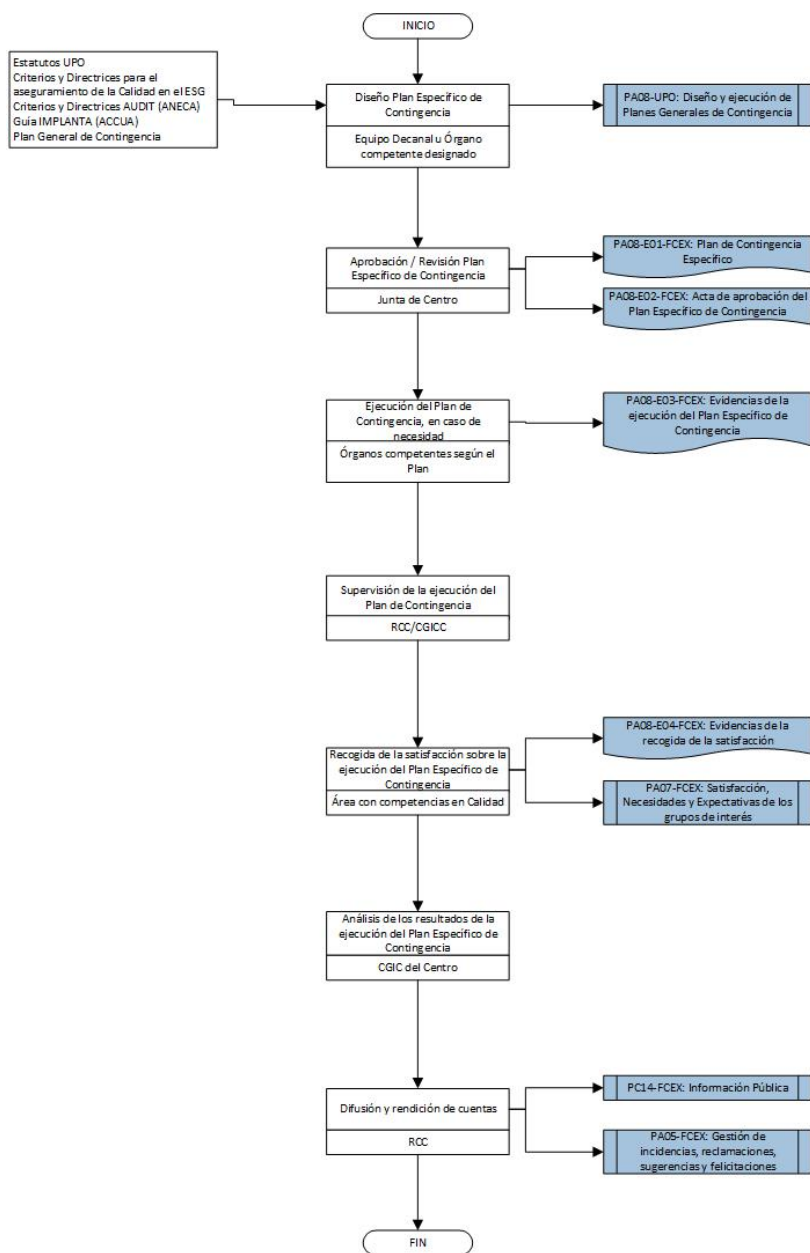 INICIO
Estatutos UPO
Criterios y Directrices para el
aseguramiento de la Calidad en el ESG
Criterios y Directrices AUDIT (ANECA)
Guía IMPLANTA (ACCUA)
Plan General de Contingencia
Diseño Plan Específico de
Contingencia
Equipo Decanal u Órgano
competente designado
PA08-UPO: Diseño y ejecución de
Planes Generales de Contingencia
Aprobación / Revisión Plan
Específico de Contingencia
Junta de Centro
PA08-E01-FCEX: Plan de Contingencia
Específico
PA08-E02-FCEX: Acta de aprobación del
Plan Específico de Contingencia
Ejecución del Plan de
Contingencia, en caso de
necesidad
Órganos competentes según el
Plan
PA08-E03-FCEX: Evidencias de la
ejecución del Plan Específico de
Contingencia
Supervisión de la ejecución del
Plan de Contingencia
RCC/CGICC
Recogida de la satisfacción sobre la
ejecución del Plan Específico de
Contingencia
Área con competencias en Calidad
PA08-E04-FCEX: Evidencias de la
recogida de la satisfacción
PA07-FCEX: Satisfacción,
Necesidades y Expectativas de los
grupos de interés
Análisis de los resultados de la
ejecución del Plan Específico de
Contingencia
CGIC del Centro
Difusión y rendición de cuentas
RCC
PC14-FCEX: Información Pública
PA05-FCEX: Gestión de
incidencias, reclamaciones,
sugerencias y felicitaciones
FIN